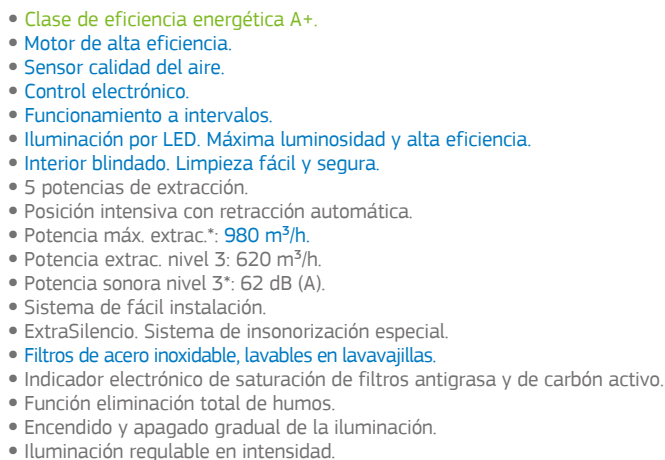 • Clase de eficiencia energética A+.
• Motor de alta eficiencia.
• Sensor calidad del aire.
• Control electrónico.
• Funcionamiento a intervalos.
• Iluminación por LED. Máxima luminosidad y alta eficiencia.
• Interior blindado. Limpieza fácil y segura.
• 5 potencias de extracción.
• Posición intensiva con retracción automática.
• Potencia máx. extrac.*: 980 m³/h.
• Potencia extrac. nivel 3: 620 m³/h.
• Potencia sonora nivel 3*: 62 dB (A).
• Sistema de fácil instalación.
• ExtraSilencio. Sistema de insonorización especial.
• Filtros de acero inoxidable, lavables en lavavajillas.
• Indicador electrónico de saturación de filtros antigrasa y de carbón activo.
• Función eliminación total de humos.
• Encendido y apagado gradual de la iluminación.
• Iluminación regulable en intensidad.